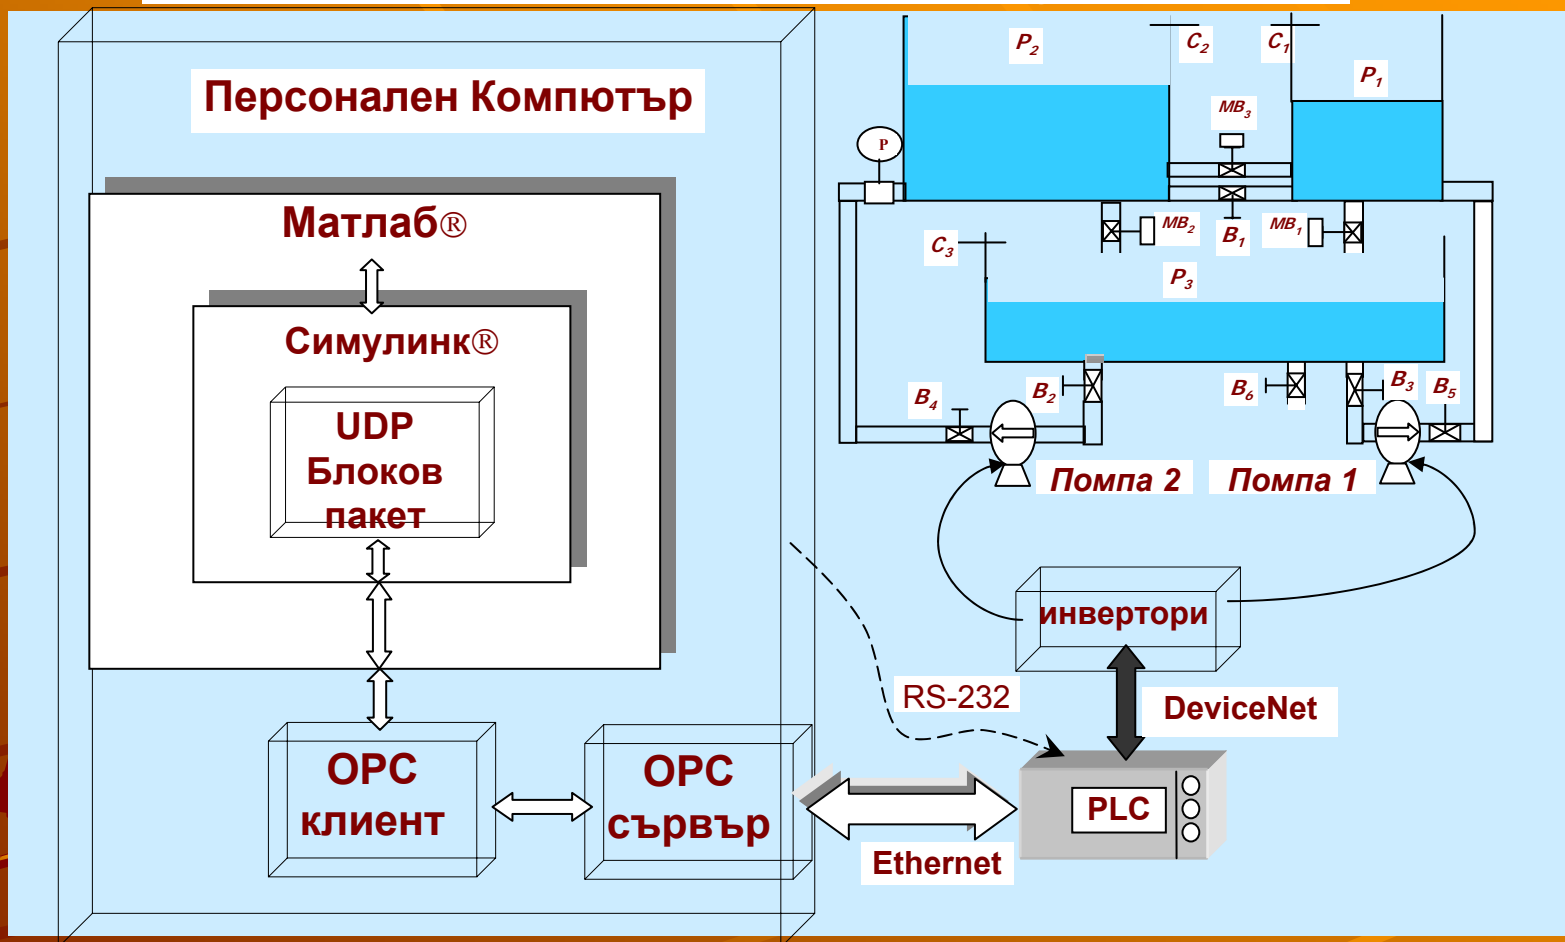 Персонален Компютър
Матлаб®
Симулинк®
UDP
Блоков
пакет
OPC
клиент
OPC
сървър
Ethernet
RS-232
PLC
DeviceNet
инвертори
P₂
C₂
C₁
P₁
MB₃
P
MB₂
B₁
MB₁
C₃
P₃
B₄
B₂
B₆
B₃
B₅
Помпа 2
Помпа 1